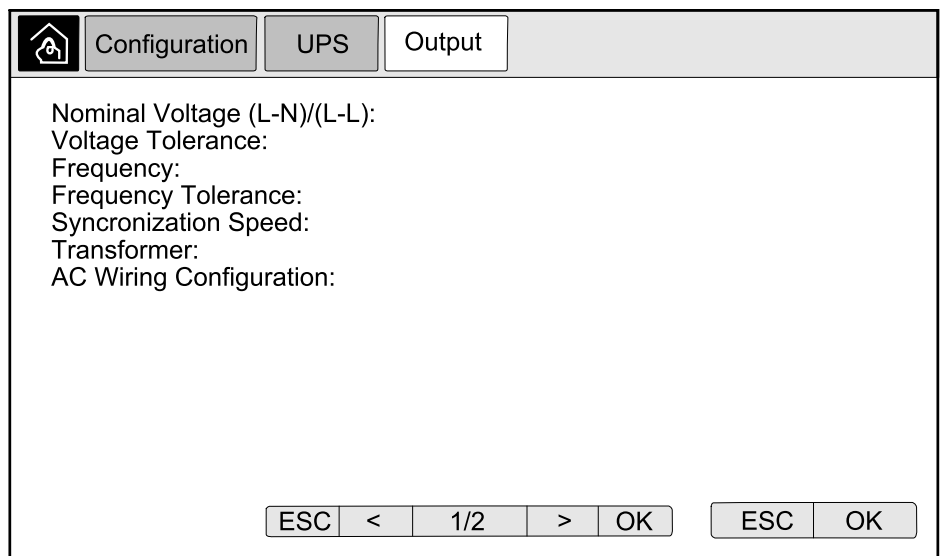 Configuration UPS Output
Nominal Voltage (L-N)/(L-L):
Voltage Tolerance:
Frequency:
Frequency Tolerance:
Syncronization Speed:
Transformer:
AC Wiring Configuration:
ESC < 1/2 > OK ESC OK